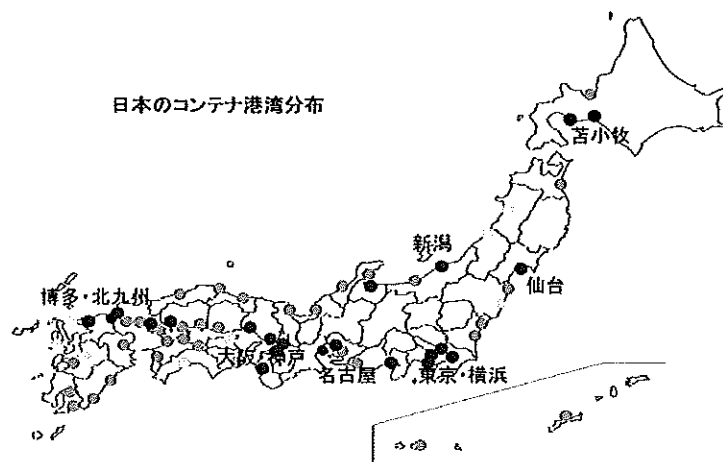 日本のコンテナ港湾分布
苫小牧
新潟
仙台
博多・北九州
大阪・神戸
名古屋
東京・横浜